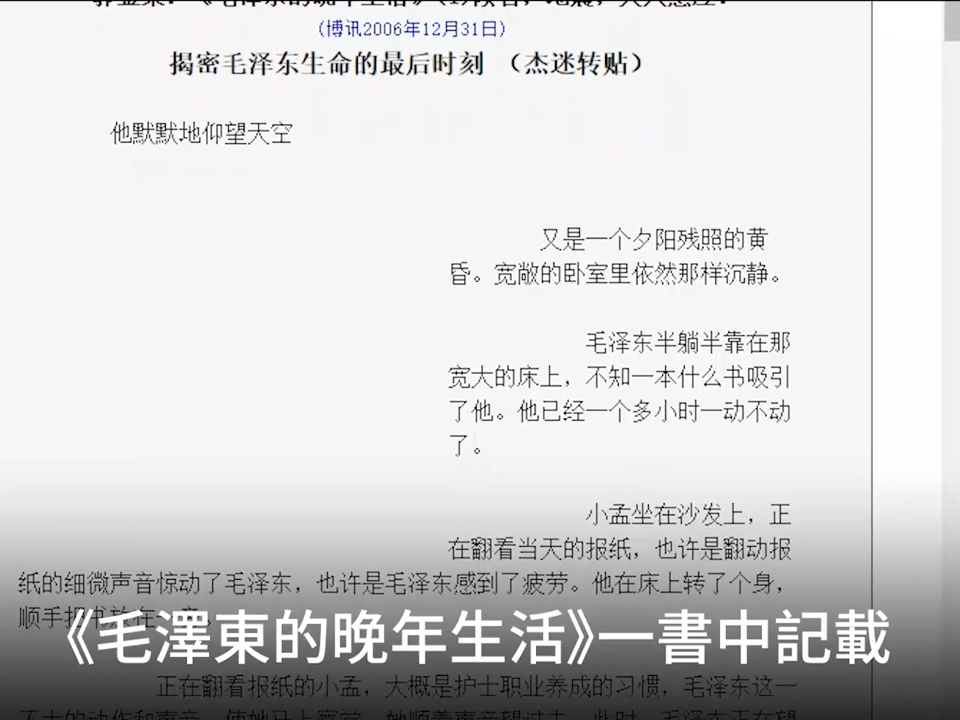 (博讯2006年12月31日)
揭密毛泽东生命的最后时刻 （杰迷转贴）
他默默地仰望天空
又是一个夕阳残照的黄
昏。宽敞的卧室里依然那样沉静。
毛泽东半躺半靠在那
宽大的床上，不知一本什么书吸引
了他。他已经一个多小时一动不动
了。
小孟坐在沙发上，正
在翻看当天的报纸，也许是翻动报
纸的细微声音惊动了毛泽东，也许是毛泽东感到了疲劳。他在床上转了个身，
顺手把书放在一
《毛澤東的晚年生活》一書中記載
正在翻看报纸的小孟，大概是护士职业养成的习惯，毛泽东这一